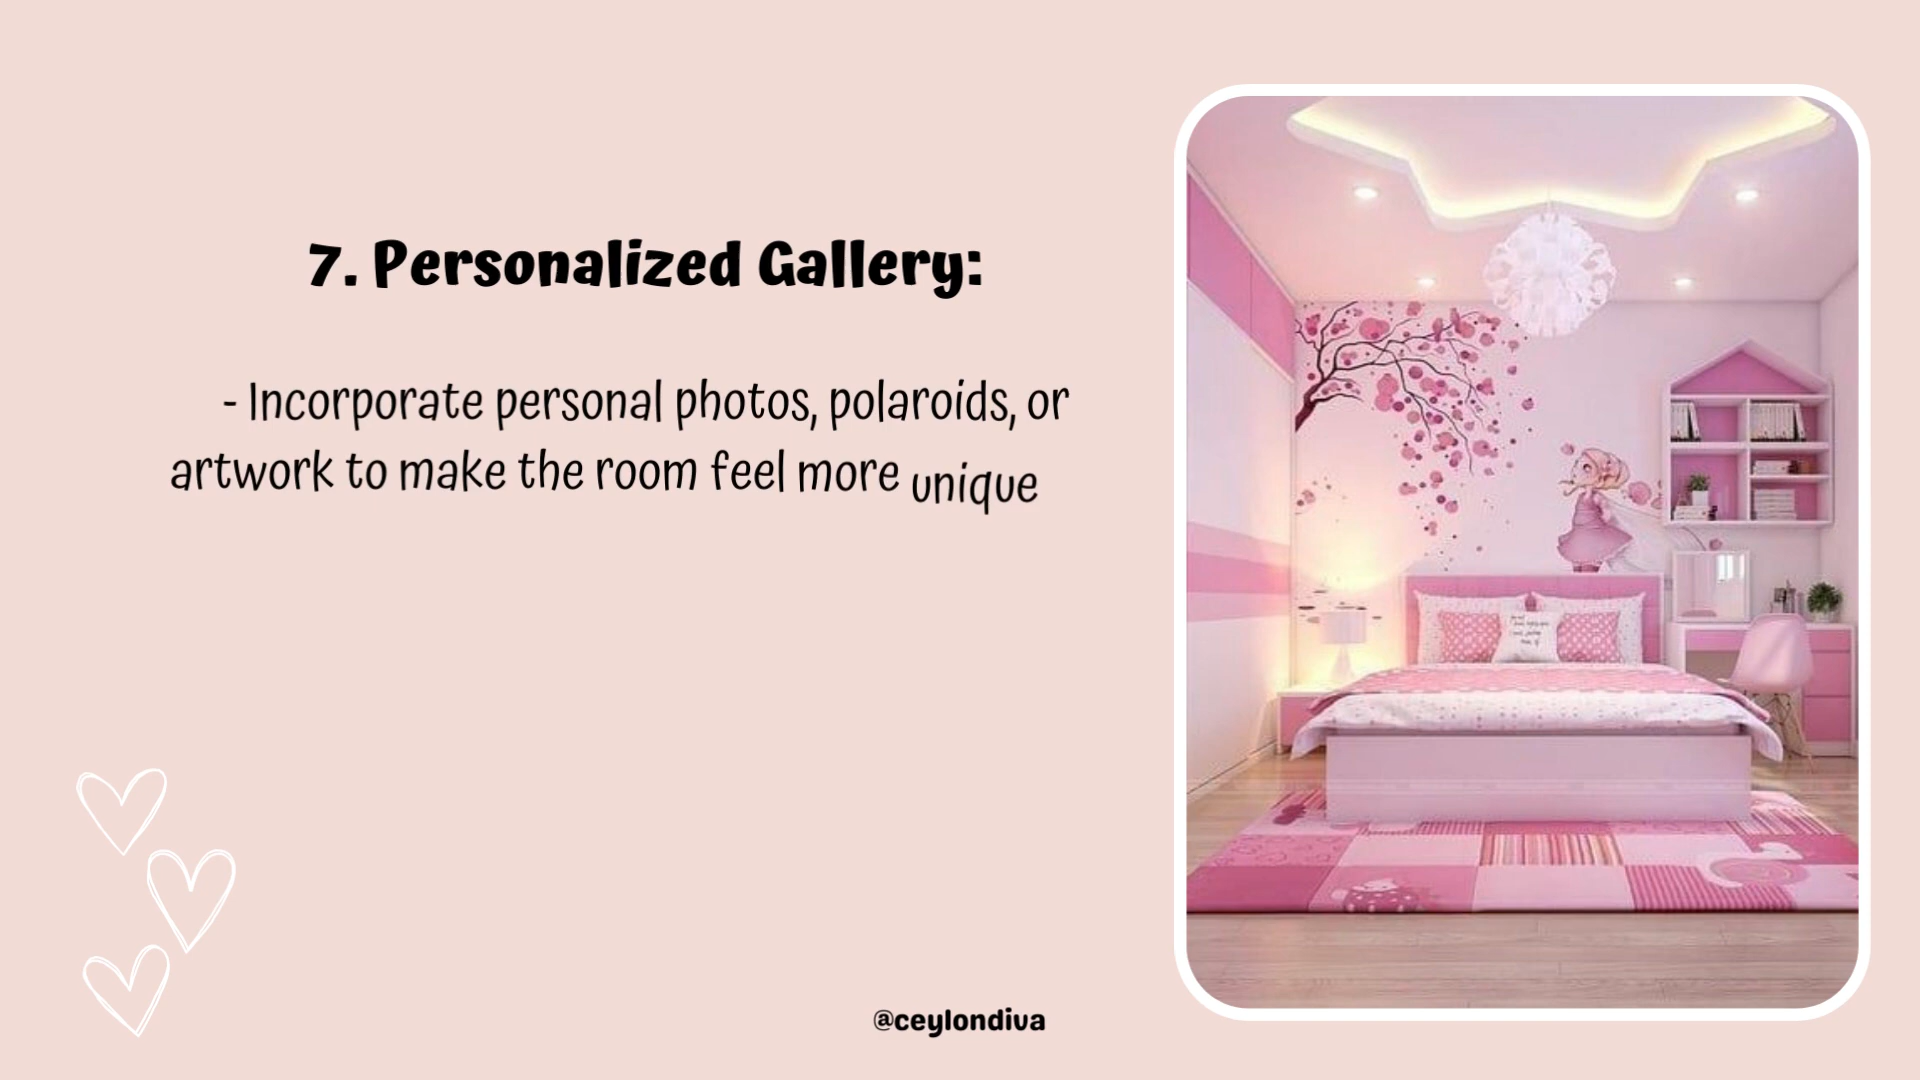 7. Personalized Gallery:
- Incorporate personal photos, polaroids, or
artwork to make the room feel more unique
@ceylondiva